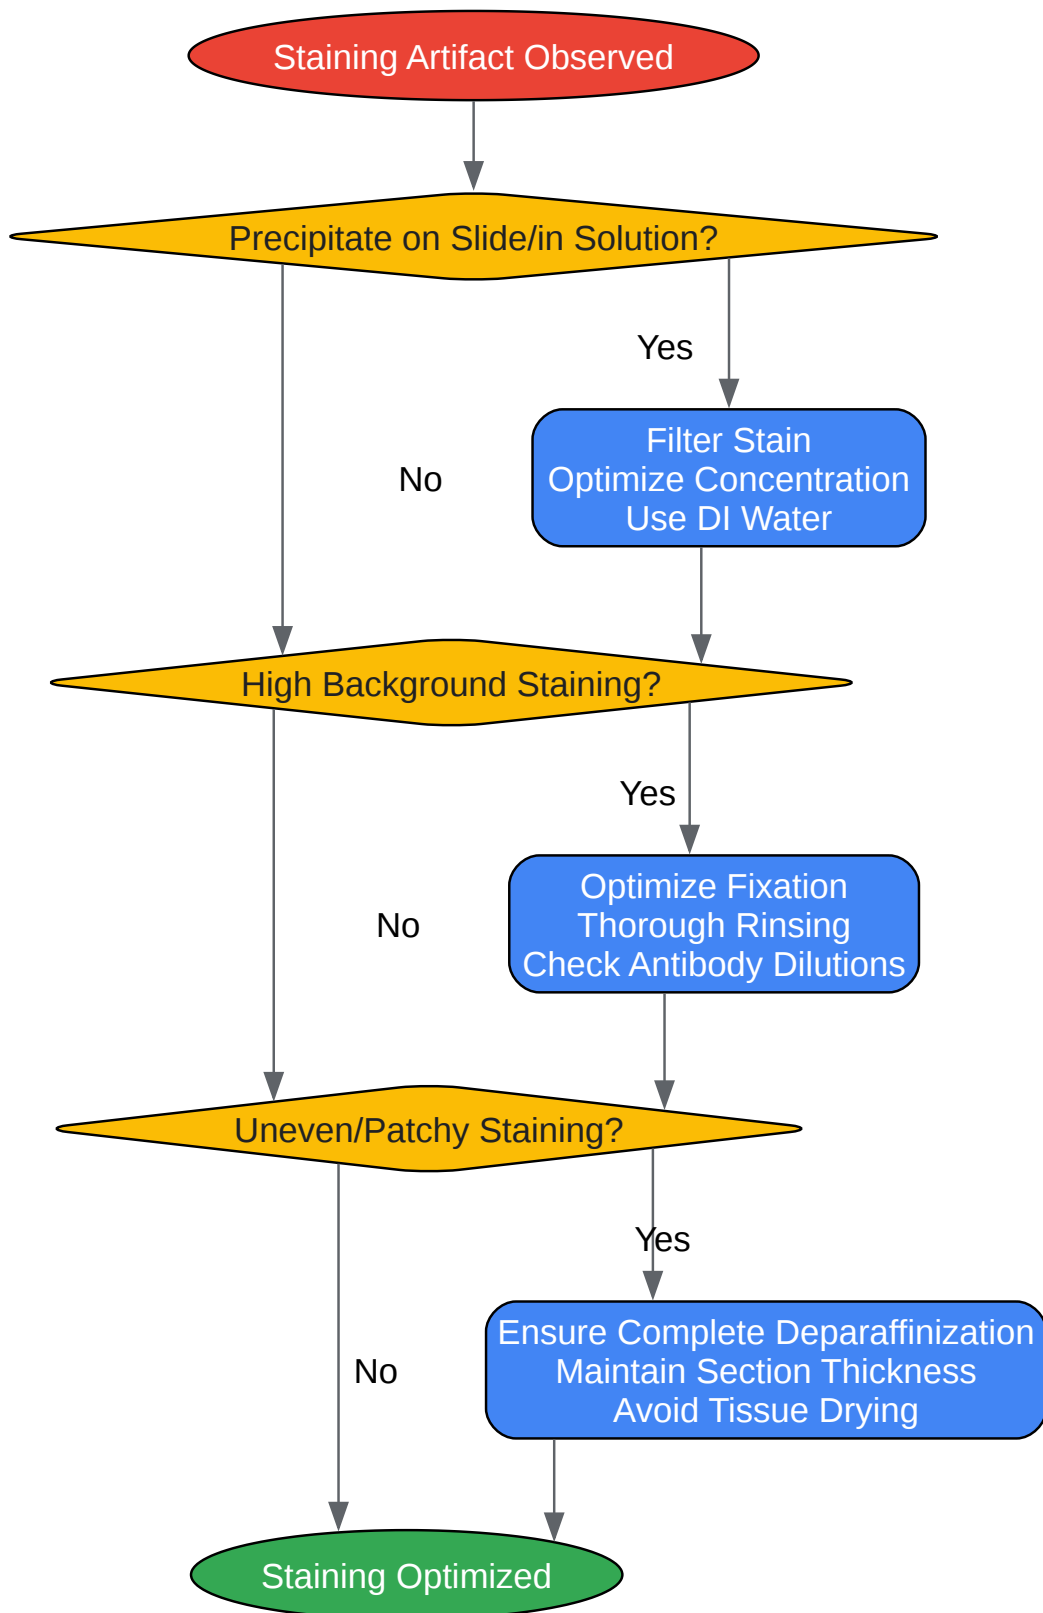 Staining Artifact Observed
Precipitate on Slide/in Solution?
Yes
Filter Stain
Optimize Concentration
Use DI Water
No
High Background Staining?
Yes
Optimize Fixation
Thorough Rinsing
Check Antibody Dilutions
No
Uneven/Patchy Staining?
Yes
Ensure Complete Deparaffinization
Maintain Section Thickness
Avoid Tissue Drying
No
Staining Optimized